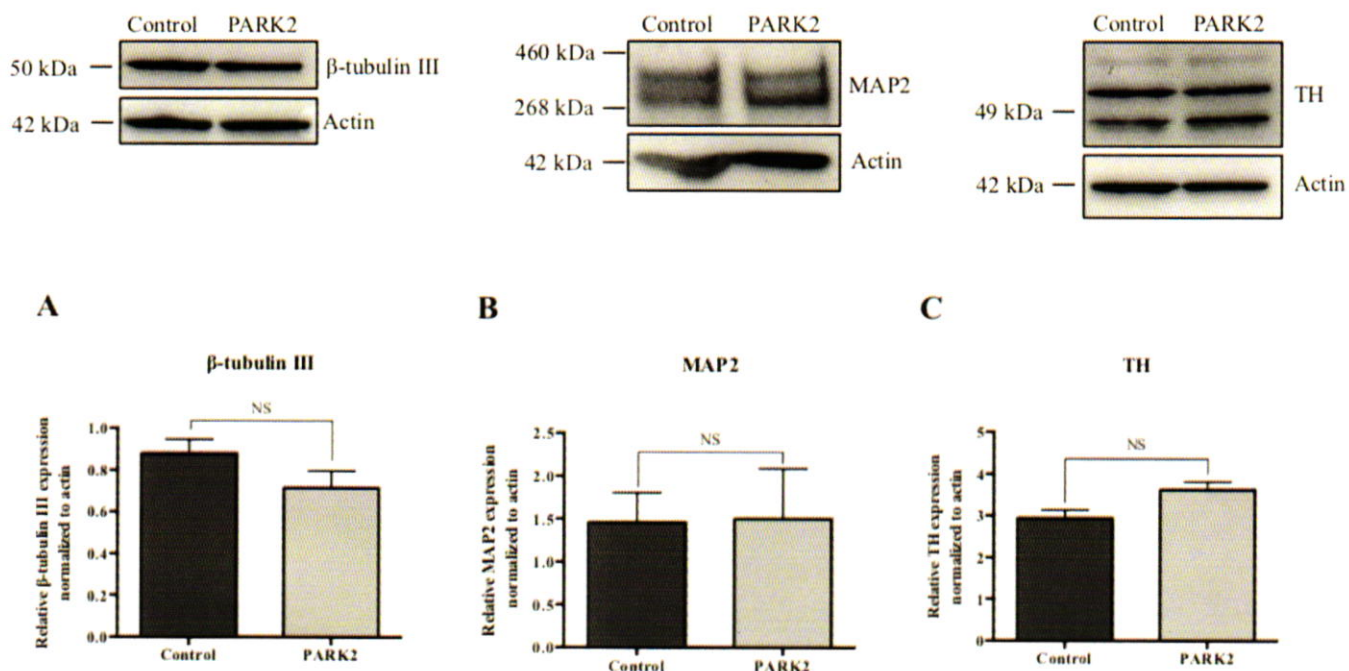 Control PARK2
50 kDa
β-tubulin III
42 kDa
Actin
Control PARK2
460 kDa
268 kDa
MAP2
42 kDa
Actin
Control PARK2
49 kDa
TH
42 kDa
Actin
A
β-tubulin III
Relative β-tubulin III expression
normalized to actin
1.0
0.8
0.6
0.4
0.2
0.0
NS
Control PARK2
B
MAP2
Relative MAP2 expression
normalized to actin
2.5
2.0
1.5
1.0
0.5
0.0
NS
Control PARK2
C
TH
Relative TH expression
normalized to actin
5
4
3
2
1
0
NS
Control PARK2